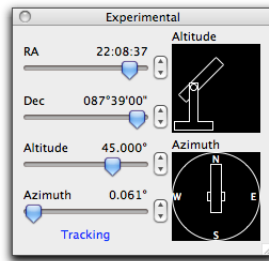 Experimental
RA 22:08:37
Altitude
Dec 087°39'00"
Altitude 45.000°
Azimuth
Azimuth 0.061°
N
W E
S
Tracking